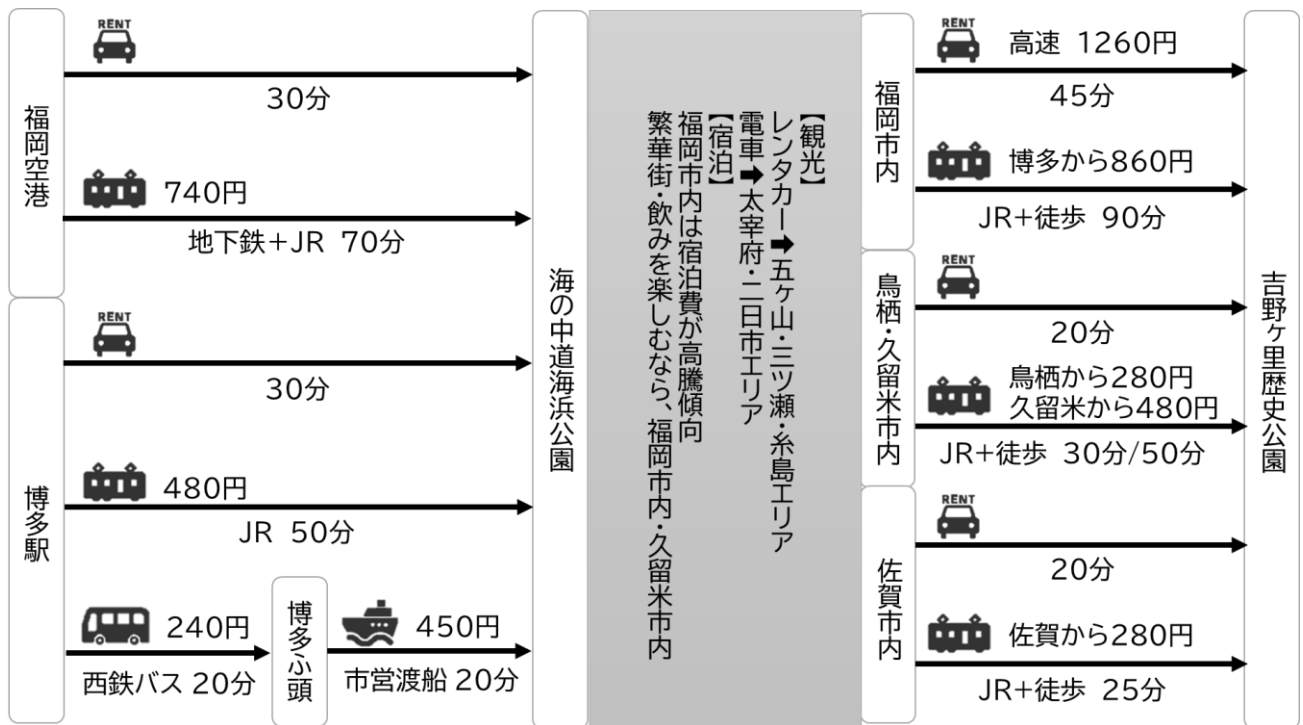 福岡空港
RENT
30分
740円
地下鉄+JR 70分
博多駅
RENT
30分
480円
JR 50分
240円
西鉄バス 20分
博多ふ頭
450円
市営渡船 20分
海の中道海浜公園
【観光】
レンタカー➡五ケ山・三ツ瀬・糸島エリア
電車➡太宰府・二日市エリア
【宿泊】
福岡市内は宿泊費が高騰傾向
繁華街・飲みを楽しむなら、福岡市内・久留米市内
福岡市内
RENT
高速 1260円
45分
博多から860円
JR+徒歩 90分
鳥栖・久留米市内
RENT
20分
鳥栖から280円
久留米から480円
JR+徒歩 30分/50分
佐賀市内
RENT
20分
佐賀から280円
JR+徒歩 25分
吉野ヶ里歴史公園